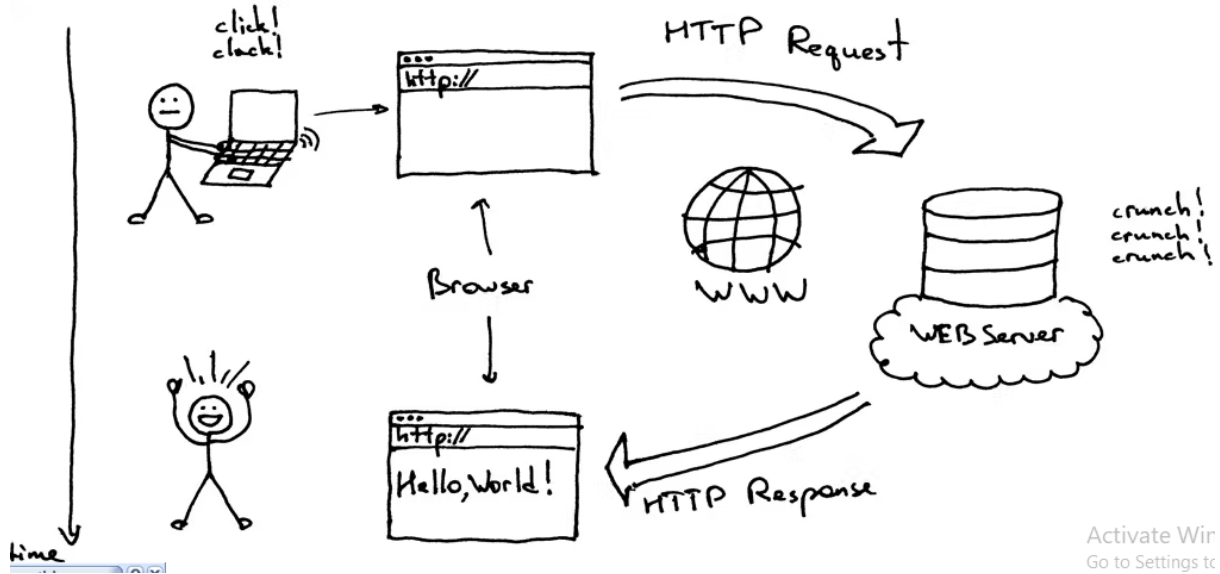 click!
clack!
HTTP Request
http://
crunch!
crunch!
crunch!
Browser
WWW
WEB Server
http://
Hello, World!
HTTP Response
time
Activate Win
Go to Settings to